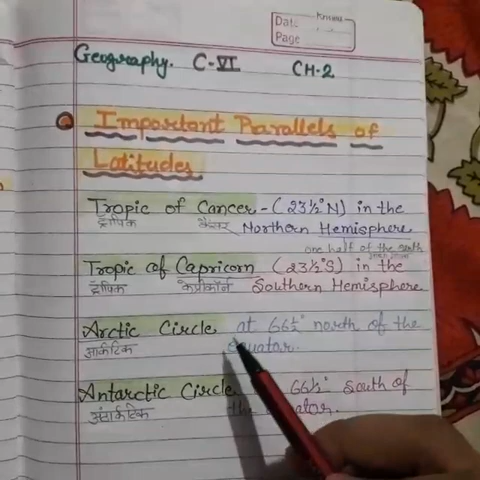 Date
Page
Geography. C-VI CH-2
Important Parallels of
Latitudes
Tropic of Cancer - (23½°N) in the
ट्रॉपिक कैंसर Northern Hemisphere
one half of the earth
Tropic of Capricorn (23½°S) in the
ट्रॉपिक कैप्रीकॉर्न Southern Hemisphere
Arctic Circle at 66½° north of the
आर्कटिक equator.
Antarctic Circle 66½° south of
अंटार्कटिक the